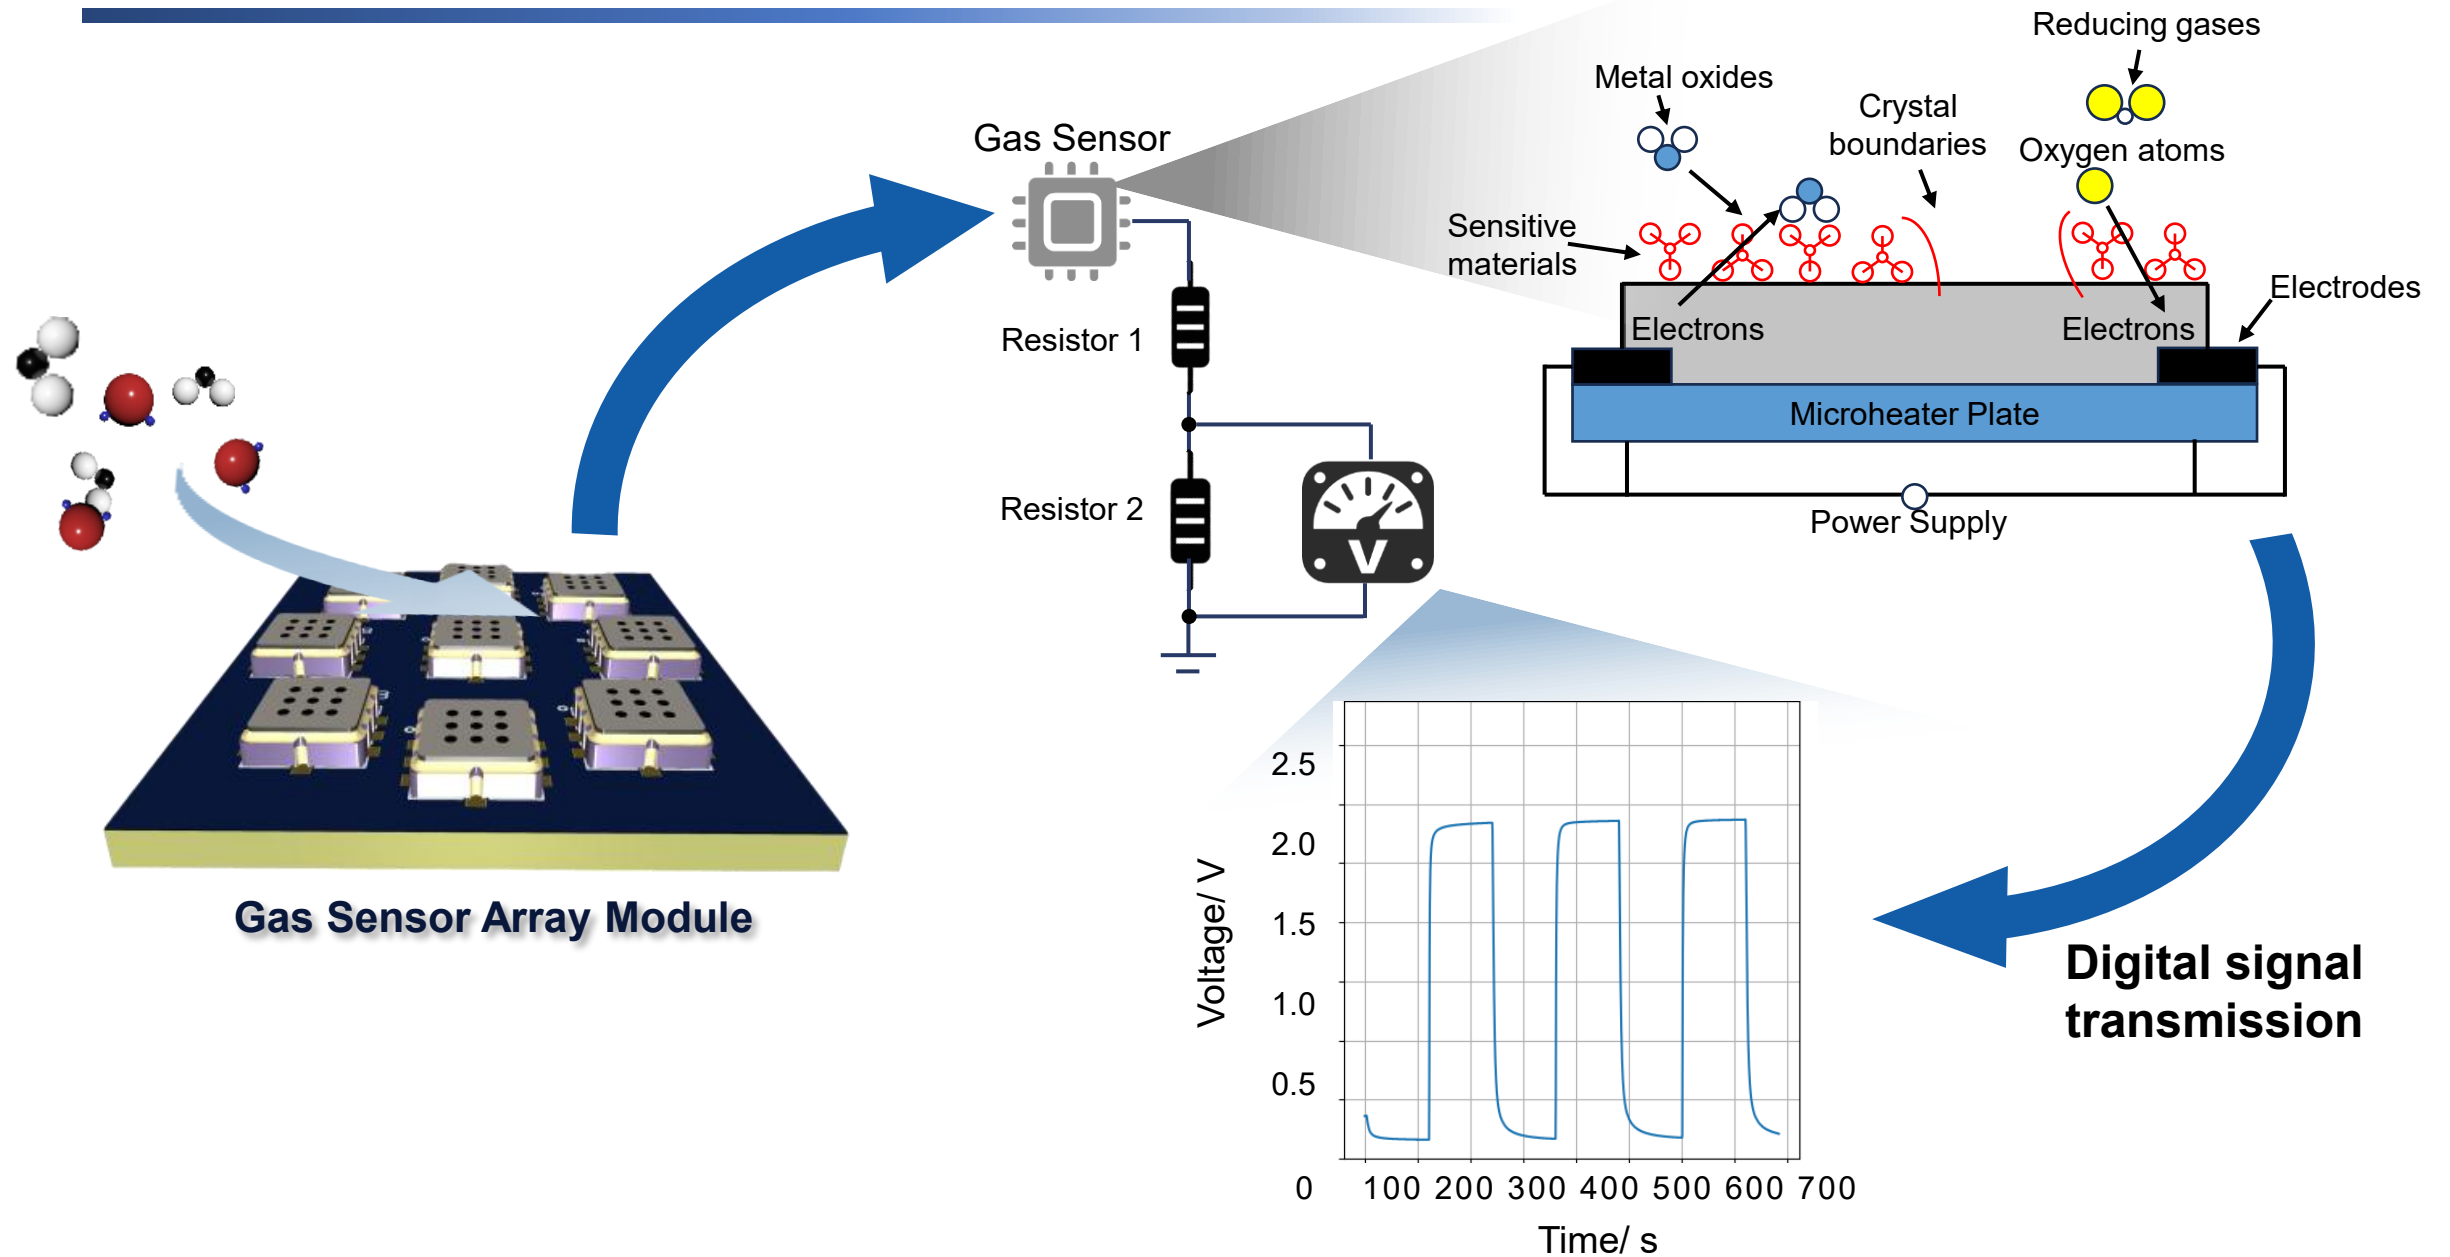 Reducing gases
Metal oxides
Crystal
boundaries
Oxygen atoms
Gas Sensor
Sensitive
materials
Electrodes
Electrons
Electrons
Resistor 1
Microheater Plate
Resistor 2
V
Power Supply
Gas Sensor Array Module
2.5
2.0
1.5
1.0
0.5
Voltage/ V
0 100 200 300 400 500 600 700
Time/ s
Digital signal
transmission